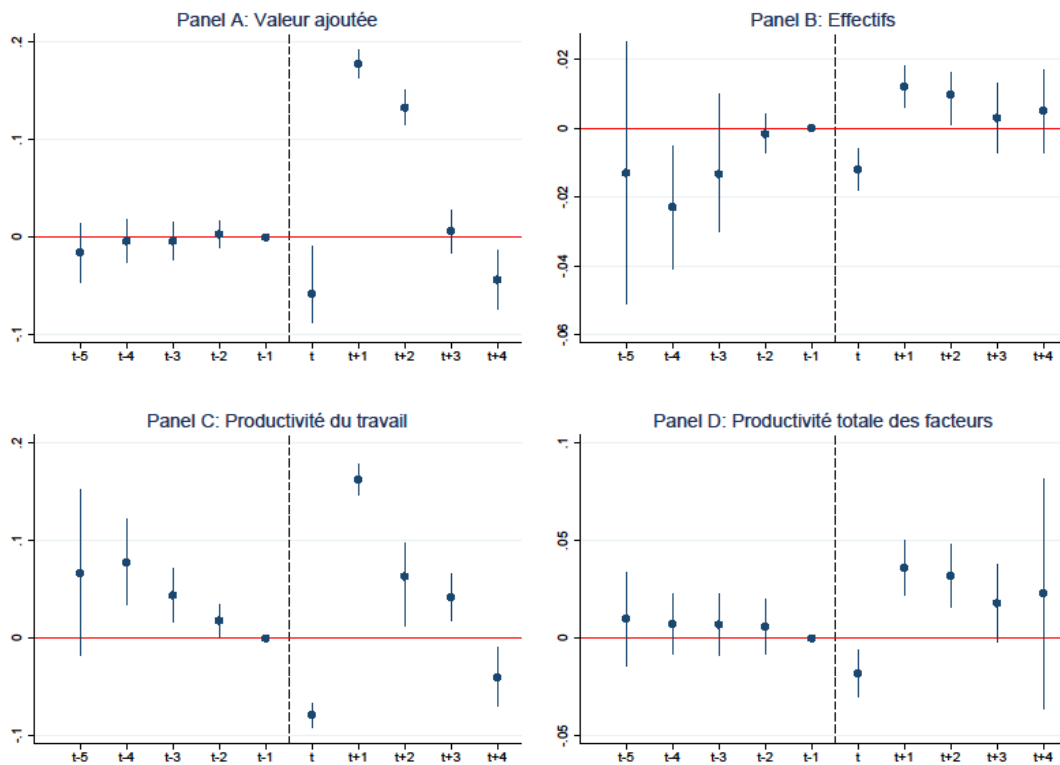 Panel A: Valeur ajoutée
.2
.1
0
-.1
t-5 t-4 t-3 t-2 t-1 t t+1 t+2 t+3 t+4
Panel B: Effectifs
.02
0
-.02
-.04
-.06
t-5 t-4 t-3 t-2 t-1 t t+1 t+2 t+3 t+4
Panel C: Productivité du travail
.2
.1
0
-.1
t-5 t-4 t-3 t-2 t-1 t t+1 t+2 t+3 t+4
Panel D: Productivité totale des facteurs
.1
.05
0
-.05
t-5 t-4 t-3 t-2 t-1 t t+1 t+2 t+3 t+4